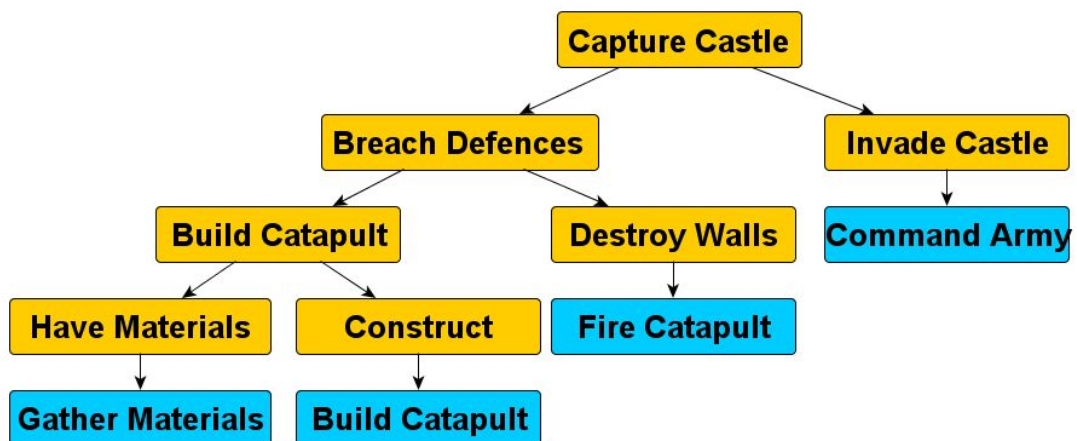 Capture Castle
Breach Defences
Invade Castle
Build Catapult
Destroy Walls
Command Army
Have Materials
Construct
Fire Catapult
Gather Materials
Build Catapult